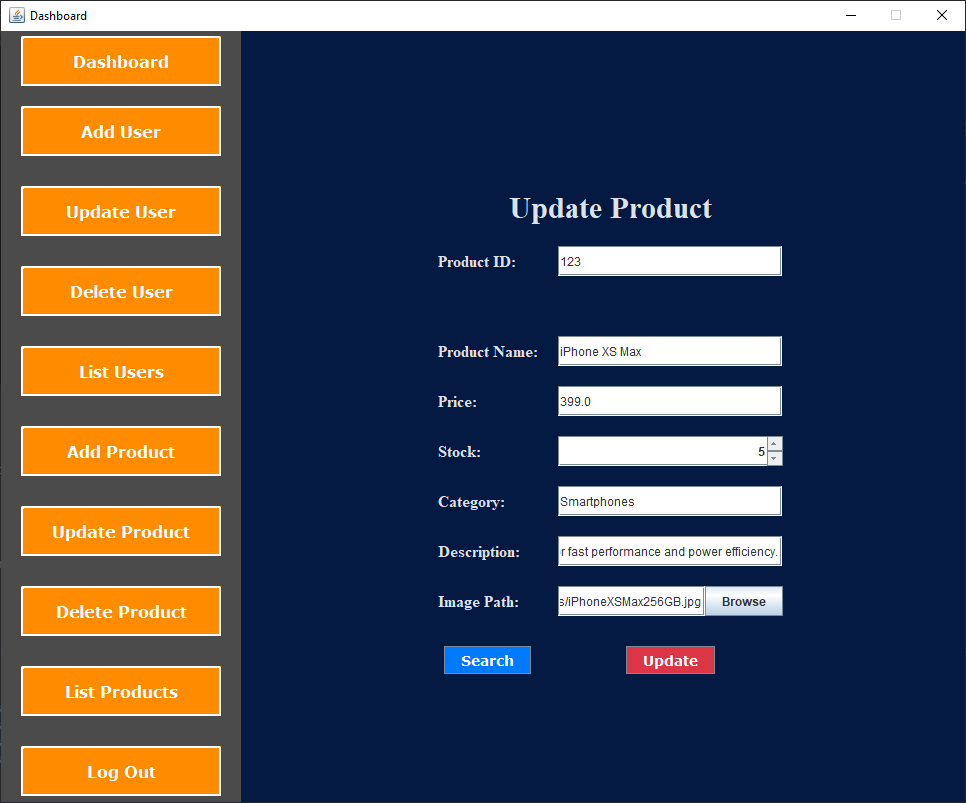 Dashboard
Dashboard
Add User
Update User
Delete User
List Users
Add Product
Update Product
Delete Product
List Products
Log Out
Update Product
Product ID: 123
Product Name: iPhone XS Max
Price: 399.0
Stock: 5
Category: Smartphones
Description: r fast performance and power efficiency.
Image Path: s/iPhoneXSMax256GB.jpg Browse
Search Update